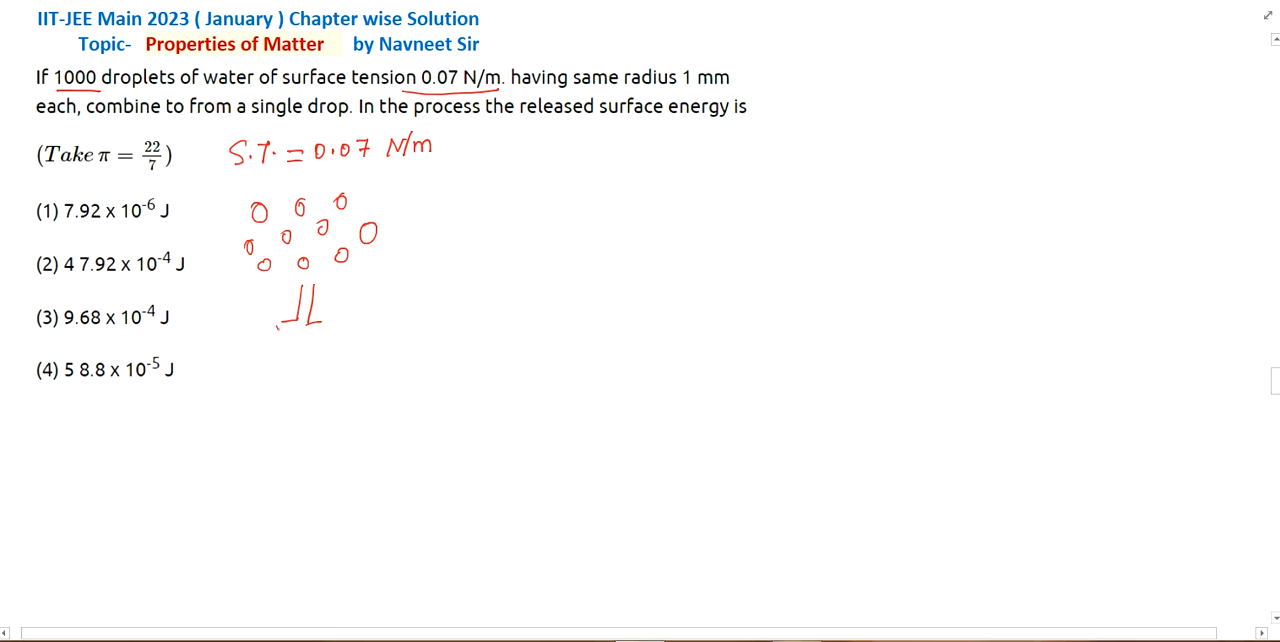 IIT-JEE Main 2023 ( January ) Chapter wise Solution
Topic- Properties of Matter by Navneet Sir
If 1000 droplets of water of surface tension 0.07 N/m. having same radius 1 mm
each, combine to from a single drop. In the process the released surface energy is
(Take π = 22/7)
S.T. = 0.07 N/m
(1) 7.92 x 10⁻⁶ J
(2) 4 7.92 x 10⁻⁴ J
(3) 9.68 x 10⁻⁴ J
(4) 5 8.8 x 10⁻⁵ J